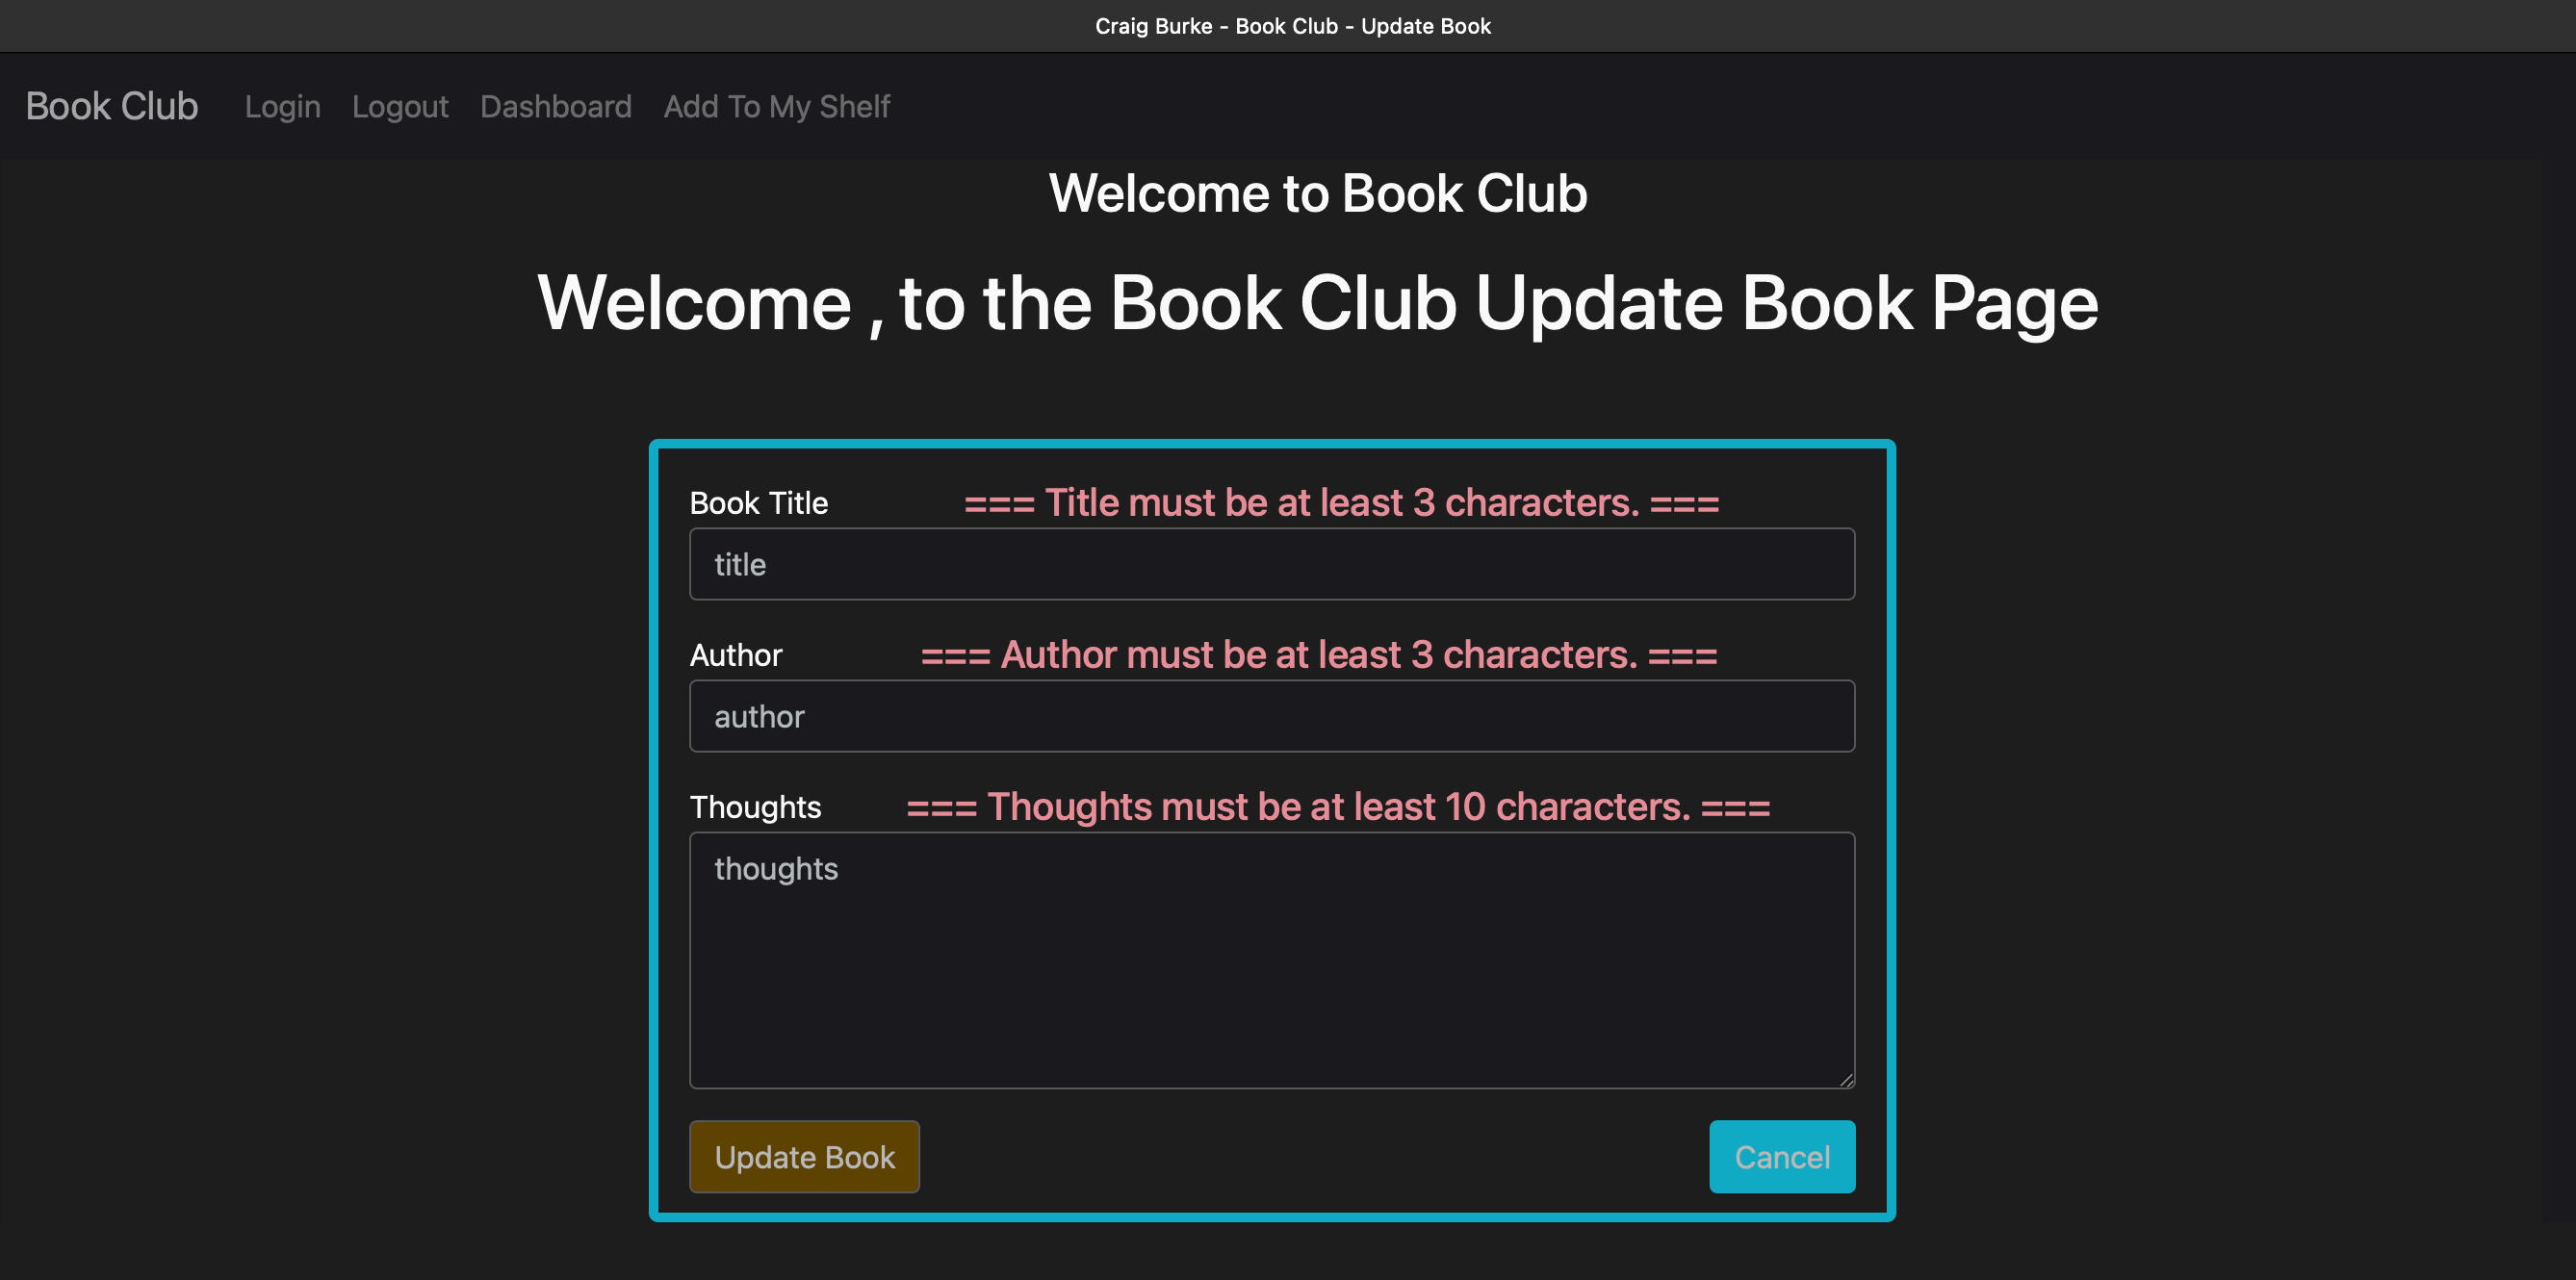 Craig Burke - Book Club - Update Book
Book Club Login Logout Dashboard Add To My Shelf
Welcome to Book Club
Welcome , to the Book Club Update Book Page
Book Title === Title must be at least 3 characters. ===
title
Author === Author must be at least 3 characters. ===
author
Thoughts === Thoughts must be at least 10 characters. ===
thoughts
Update Book Cancel